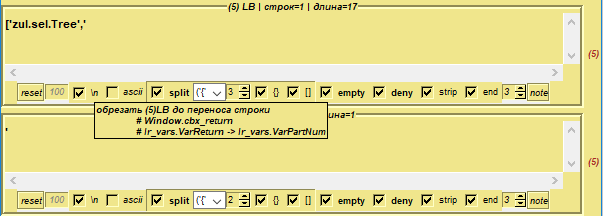 (5) LB | строк=1 | длина=17
['zul.sel.Tree','
(5)
reset 100 \n ascii split ('[' 3 {} [] empty deny strip end 3 note
обрезать (5)LB до переноса строки
# Window.cbx_return
# lr_vars.VarReturn -> lr_vars.VarPartNum
длина=1
'
(5)
reset 100 \n ascii split ('[' 2 {} [] empty deny strip end 3 note